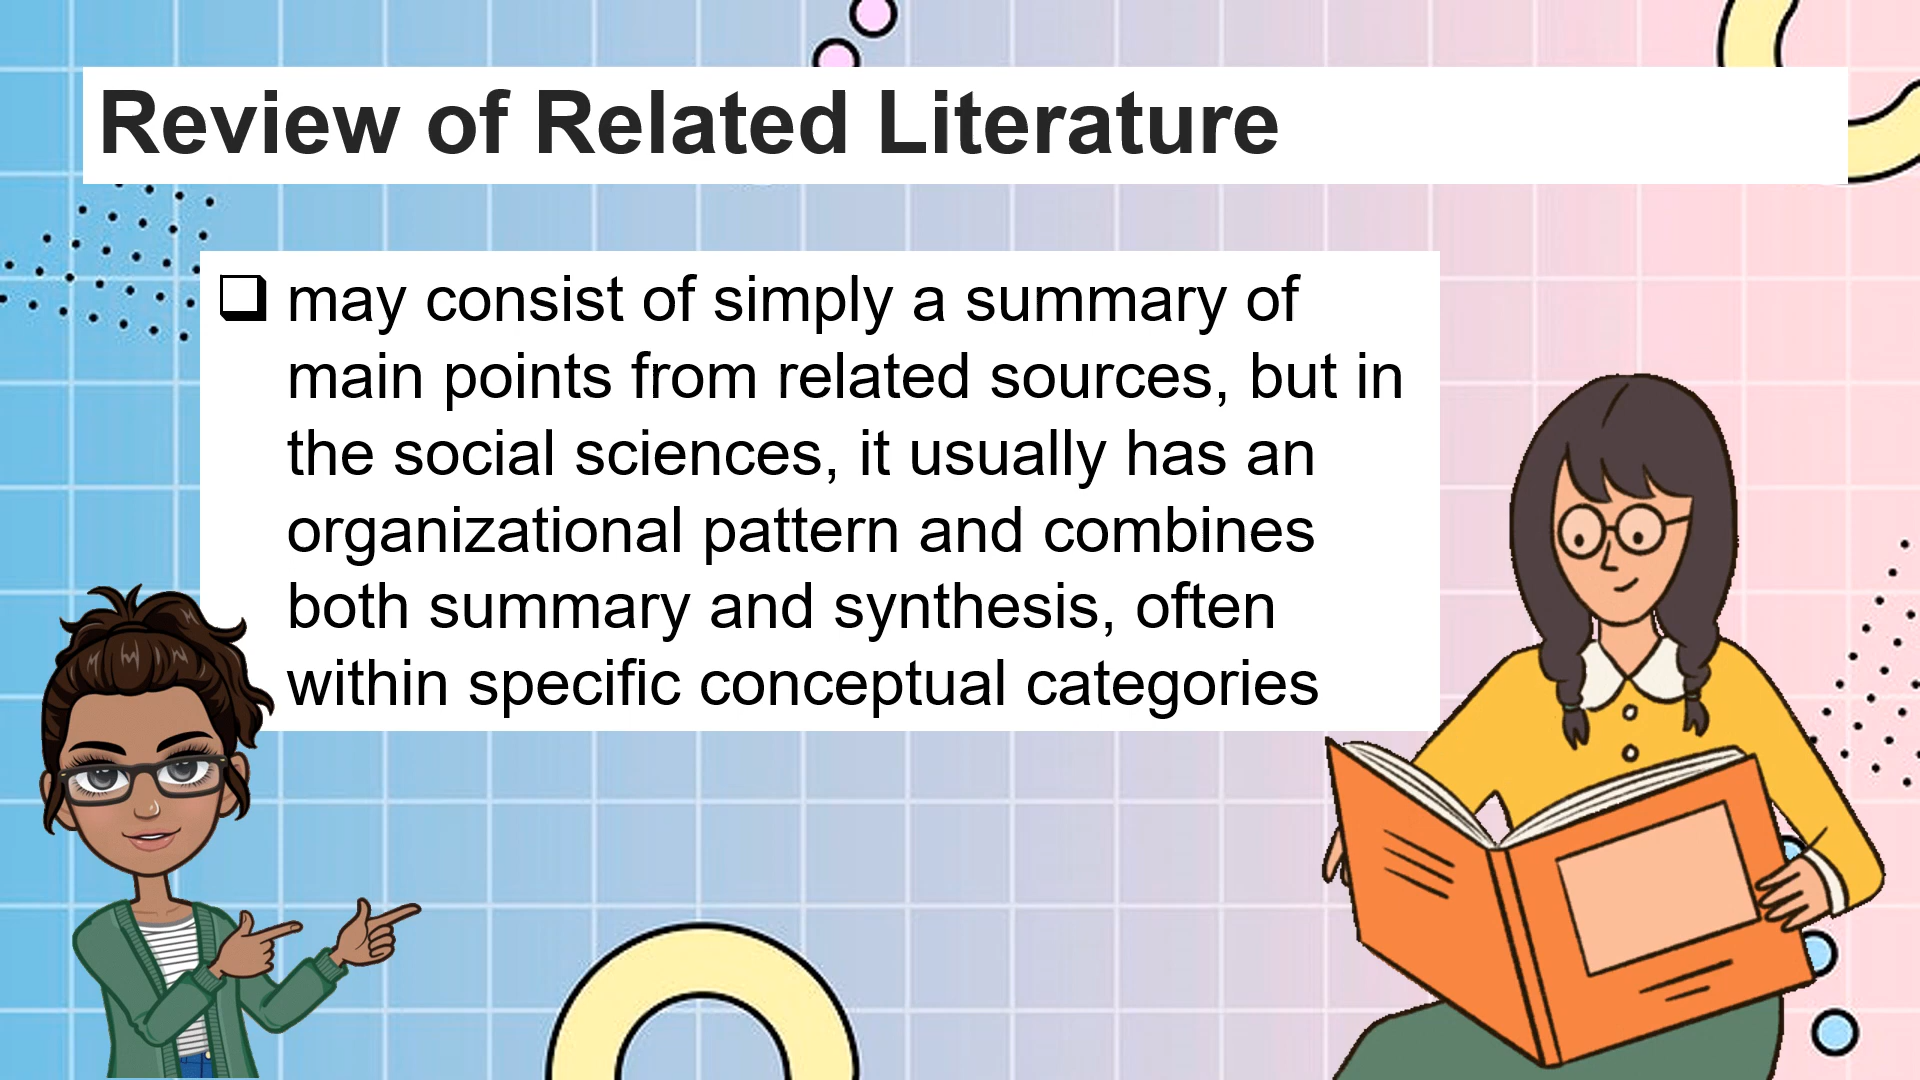 Review of Related Literature
❑ may consist of simply a summary of
main points from related sources, but in
the social sciences, it usually has an
organizational pattern and combines
both summary and synthesis, often
within specific conceptual categories